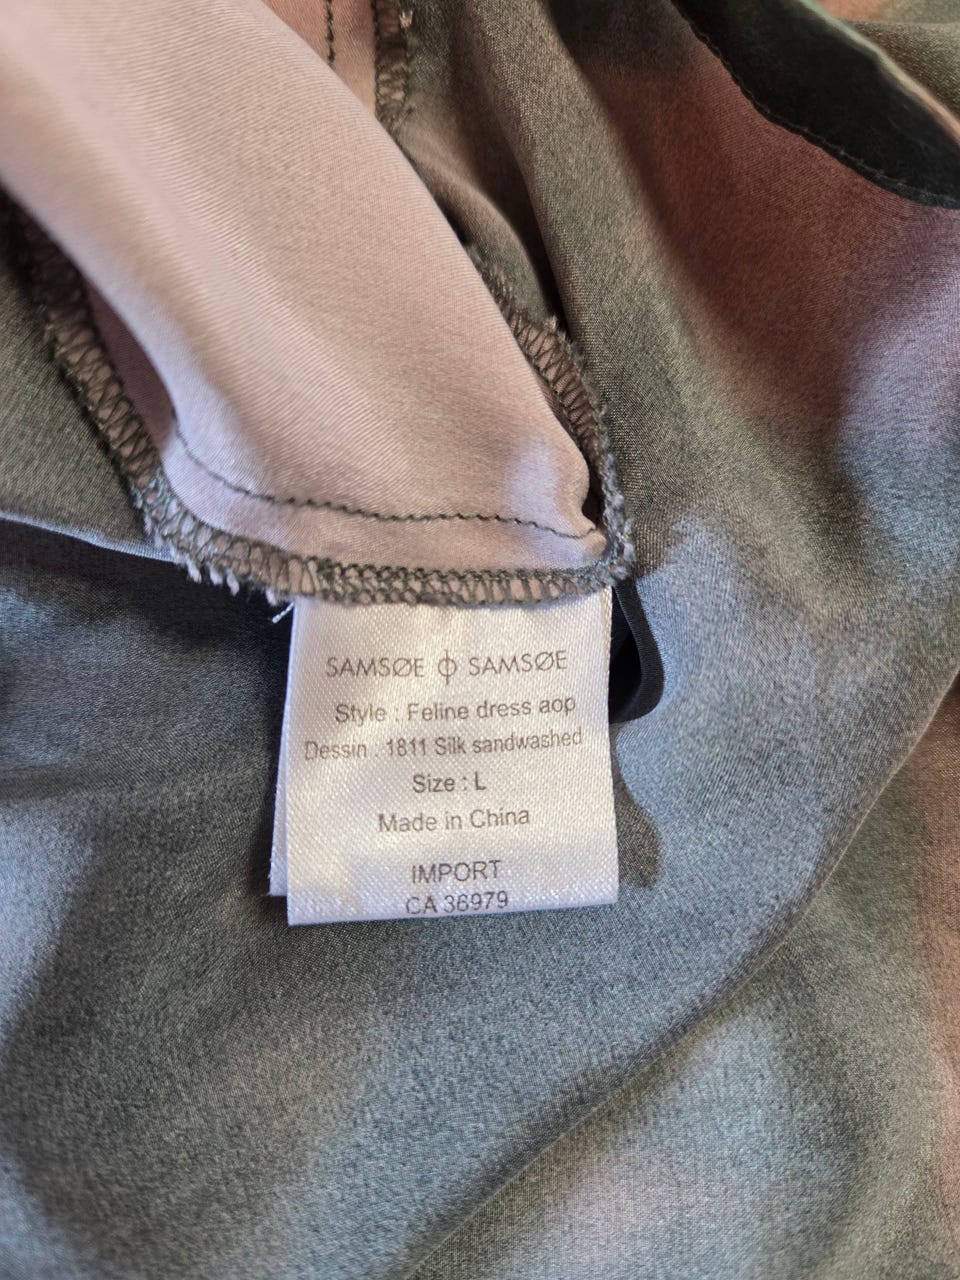 SAMSØE ɸ SAMSØE
Style : Feline dress aop
Dessin : 1811 Silk sandwashed
Size : L
Made in China
IMPORT
CA 36979